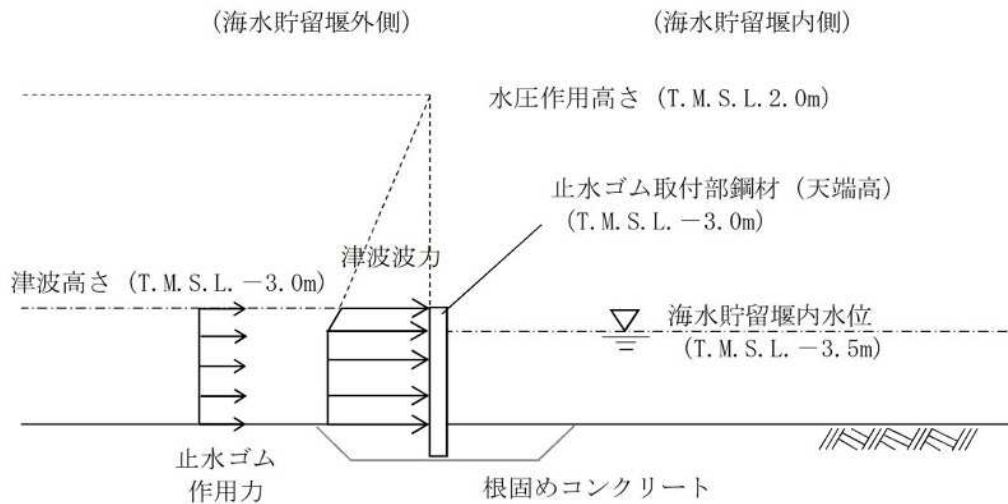 (海水貯留堰外側)
(海水貯留堰内側)
水圧作用高さ (T.M.S.L.2.0m)
止水ゴム取付部鋼材（天端高）
(T.M.S.L.－3.0m)
津波波力
津波高さ (T.M.S.L.－3.0m)
海水貯留堰内水位
(T.M.S.L.－3.5m)
止水ゴム
作用力
根固めコンクリート